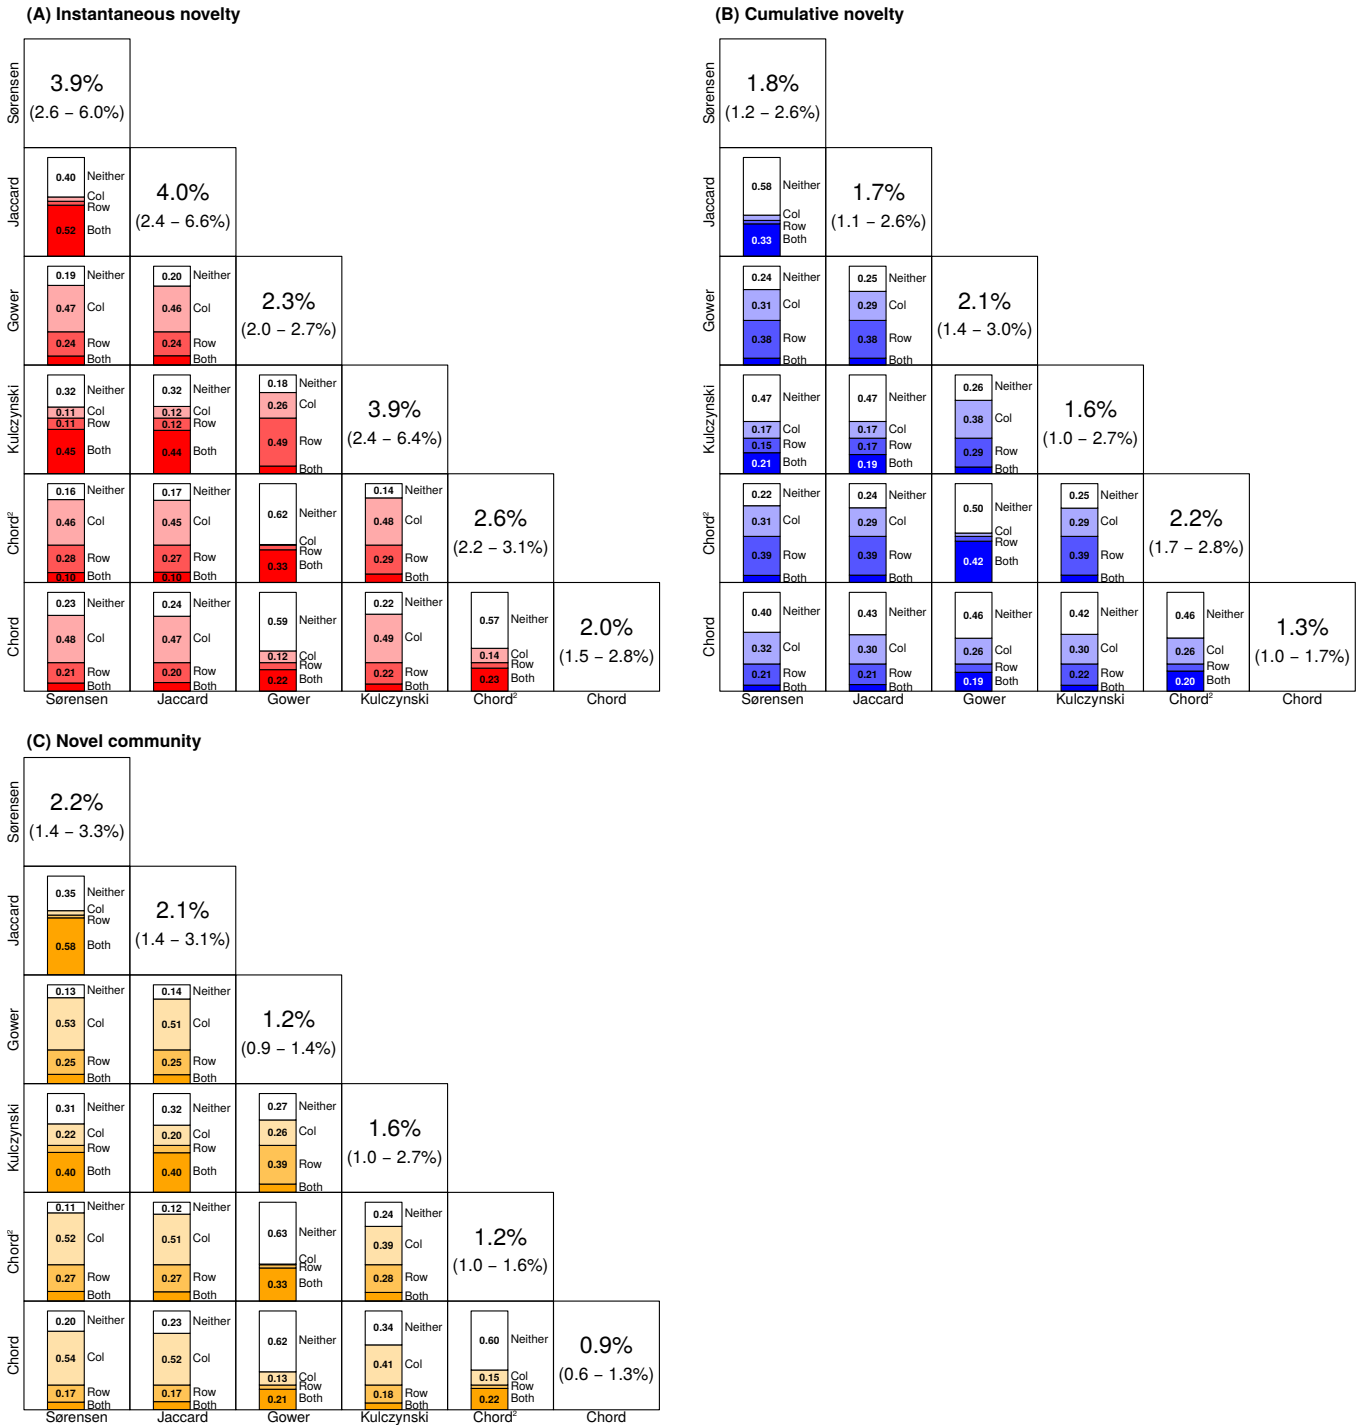 (A) Instantaneous novelty
Sørensen
3.9%
(2.6 − 6.0%)
Jaccard
0.40 Neither
Col
Row
0.52 Both
4.0%
(2.4 − 6.6%)
Gower
0.19 Neither
0.47 Col
0.24 Row
Both
0.20 Neither
0.46 Col
0.24 Row
Both
2.3%
(2.0 − 2.7%)
Kulczynski
0.32 Neither
0.11 Col
0.11 Row
0.45 Both
0.32 Neither
0.12 Col
0.12 Row
0.44 Both
0.18 Neither
0.26 Col
0.49 Row
Both
3.9%
(2.4 − 6.4%)
Chord²
0.16 Neither
0.46 Col
0.28 Row
0.10 Both
0.17 Neither
0.45 Col
0.27 Row
0.10 Both
0.62 Neither
Col
Row
0.33 Both
0.14 Neither
0.48 Col
0.29 Row
Both
2.6%
(2.2 − 3.1%)
Chord
0.23 Neither
0.48 Col
0.21 Row
Both
0.24 Neither
0.47 Col
0.20 Row
Both
0.59 Neither
0.12 Col
Row
0.22 Both
0.22 Neither
0.49 Col
0.22 Row
Both
0.57 Neither
0.14 Col
Row
0.23 Both
2.0%
(1.5 − 2.8%)
Sørensen Jaccard Gower Kulczynski Chord² Chord
(B) Cumulative novelty
Sørensen
1.8%
(1.2 − 2.6%)
Jaccard
0.58 Neither
Col
Row
0.33 Both
1.7%
(1.1 − 2.6%)
Gower
0.24 Neither
0.31 Col
0.38 Row
Both
0.25 Neither
0.29 Col
0.38 Row
Both
2.1%
(1.4 − 3.0%)
Kulczynski
0.47 Neither
0.17 Col
0.15 Row
0.21 Both
0.47 Neither
0.17 Col
0.17 Row
0.19 Both
0.26 Neither
0.38 Col
0.29 Row
Both
1.6%
(1.0 − 2.7%)
Chord²
0.22 Neither
0.31 Col
0.39 Row
Both
0.24 Neither
0.29 Col
0.39 Row
Both
0.50 Neither
Col
Row
0.42 Both
0.25 Neither
0.29 Col
0.39 Row
Both
2.2%
(1.7 − 2.8%)
Chord
0.40 Neither
0.32 Col
0.21 Row
Both
0.43 Neither
0.30 Col
0.21 Row
Both
0.46 Neither
0.26 Col
Row
0.19 Both
0.42 Neither
0.30 Col
0.22 Row
Both
0.46 Neither
0.26 Col
Row
0.20 Both
1.3%
(1.0 − 1.7%)
Sørensen Jaccard Gower Kulczynski Chord² Chord
(C) Novel community
Sørensen
2.2%
(1.4 − 3.3%)
Jaccard
0.35 Neither
Col
Row
0.58 Both
2.1%
(1.4 − 3.1%)
Gower
0.13 Neither
0.53 Col
0.25 Row
Both
0.14 Neither
0.51 Col
0.25 Row
Both
1.2%
(0.9 − 1.4%)
Kulczynski
0.31 Neither
0.22 Col
Row
0.40 Both
0.32 Neither
0.20 Col
Row
0.40 Both
0.27 Neither
0.26 Col
0.39 Row
Both
1.6%
(1.0 − 2.7%)
Chord²
0.11 Neither
0.52 Col
0.27 Row
Both
0.12 Neither
0.51 Col
0.27 Row
Both
0.63 Neither
Col
Row
0.33 Both
0.24 Neither
0.39 Col
0.28 Row
Both
1.2%
(1.0 − 1.6%)
Chord
0.20 Neither
0.54 Col
0.17 Row
Both
0.23 Neither
0.52 Col
0.17 Row
Both
0.62 Neither
0.13 Col
Row
0.21 Both
0.34 Neither
0.41 Col
0.18 Row
Both
0.60 Neither
0.15 Col
Row
0.22 Both
0.9%
(0.6 − 1.3%)
Sørensen Jaccard Gower Kulczynski Chord² Chord